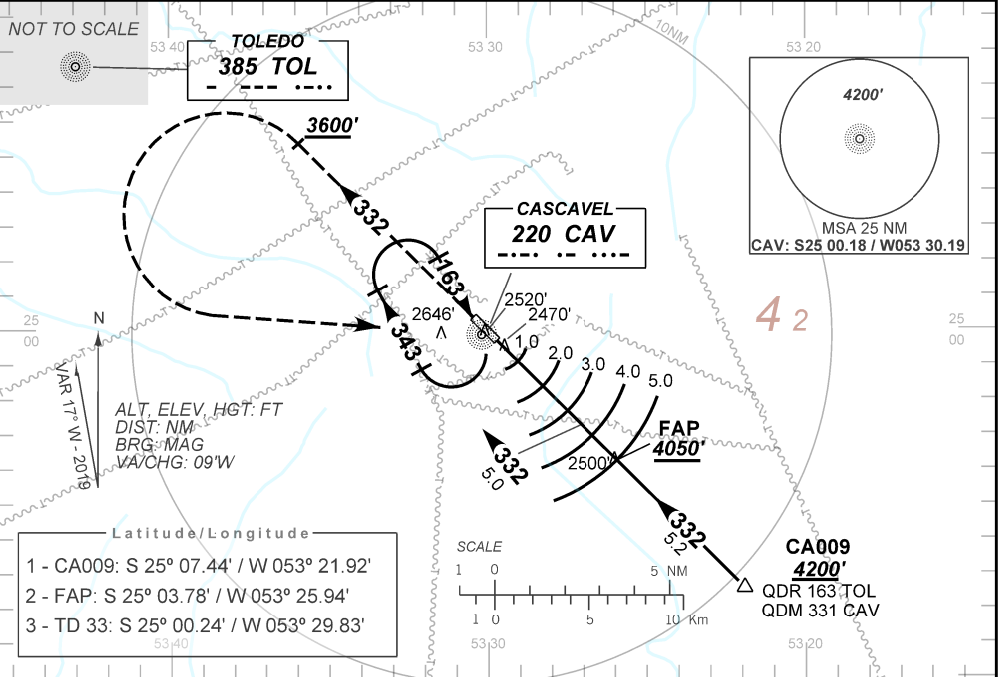 NOT TO SCALE
53 40
53 30
10NM
53 20
TOLEDO
385 TOL
3600'
4200'
MSA 25 NM
CAV: S25 00.18 / W053 30.19
332
CASCAVEL
220 CAV
163
2646'
2520'
2470'
343
4 2
25
00
25
00
N
VAR 17° W - 2019
1.0
2.0
3.0
4.0
5.0
ALT, ELEV, HGT: FT
DIST: NM
BRG: MAG
VA/CHG: 09'W
FAP
4050'
2500'
332
5.0
332
5.2
CA009
4200'
QDR 163 TOL
QDM 331 CAV
Latitude/Longitude
1 - CA009: S 25º 07.44' / W 053º 21.92'
2 - FAP: S 25º 03.78' / W 053º 25.94'
3 - TD 33: S 25º 00.24' / W 053º 29.83'
SCALE
1 0 5 NM
1 0 5 10 Km
53 40
53 30
53 20